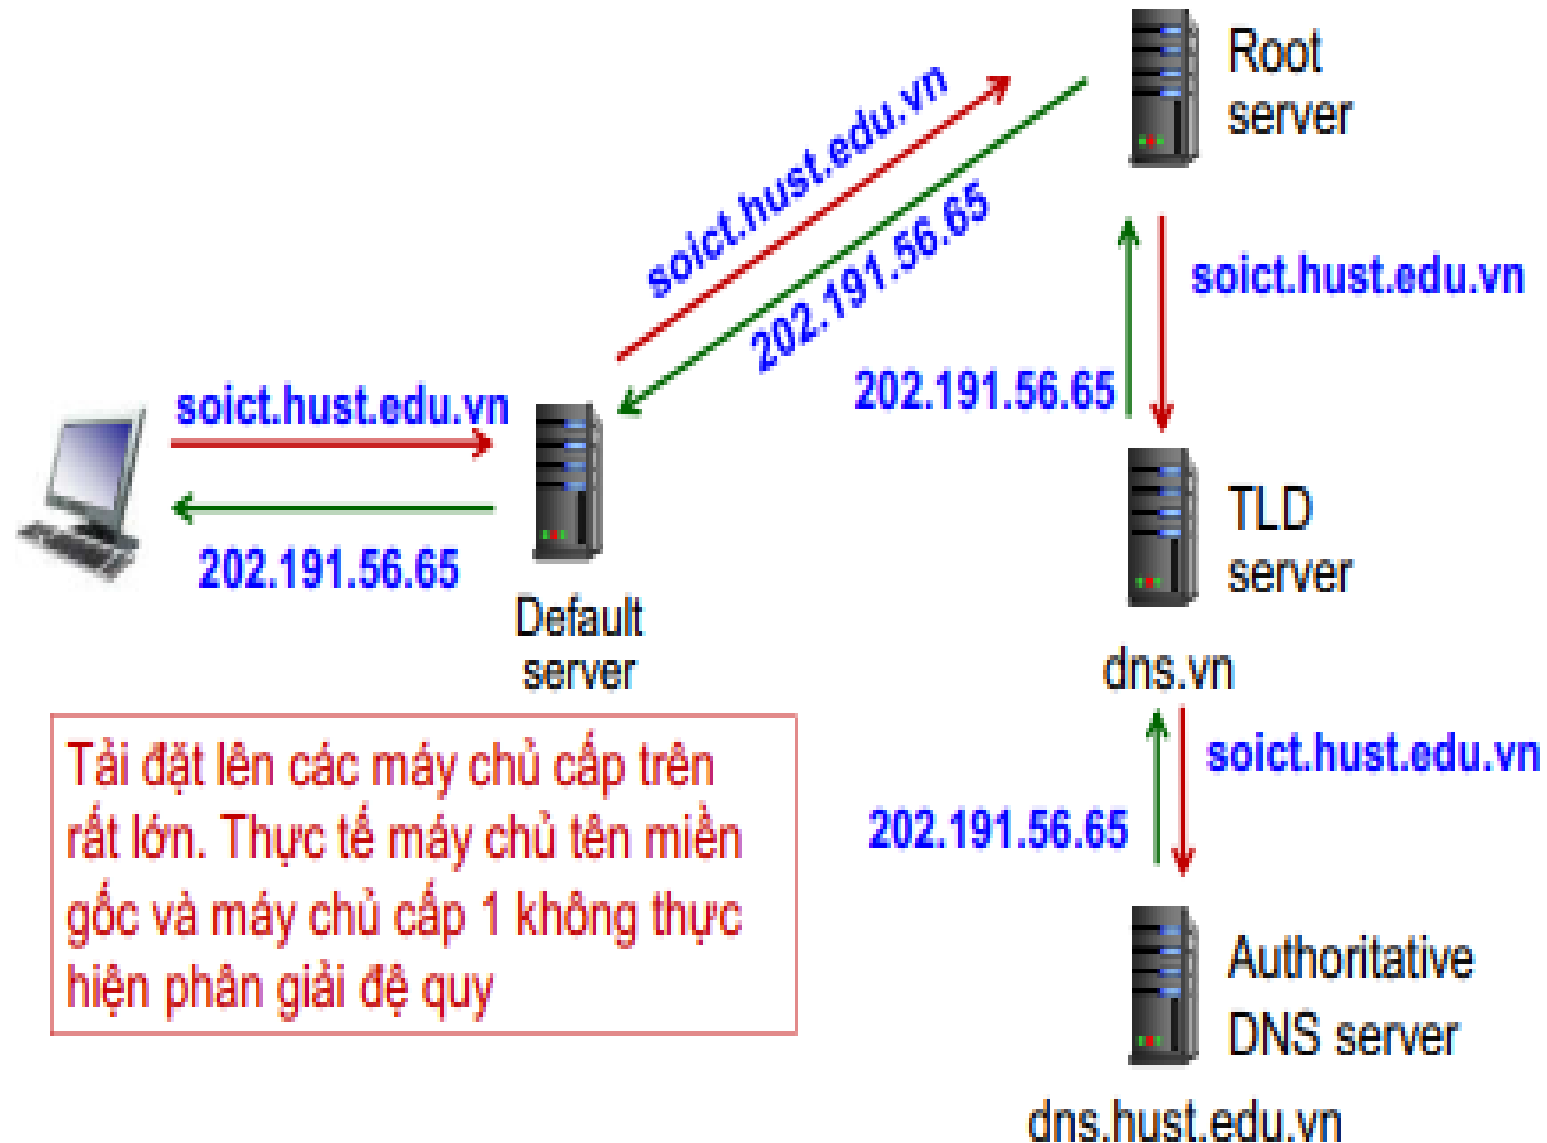 Root
server
soict.hust.edu.vn
202.191.56.65
soict.hust.edu.vn
202.191.56.65
soict.hust.edu.vn
202.191.56.65
Default
server
TLD
server
dns.vn
soict.hust.edu.vn
202.191.56.65
Tải đặt lên các máy chủ cấp trên
rất lớn. Thực tế máy chủ tên miền
gốc và máy chủ cấp 1 không thực
hiện phân giải đệ quy
Authoritative
DNS server
dns.hust.edu.vn